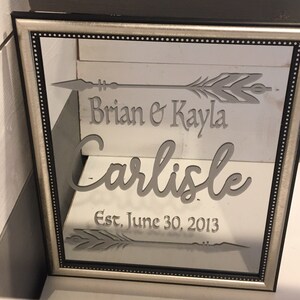 Brian & Kayla
Carlisle
Est. June 30, 2013